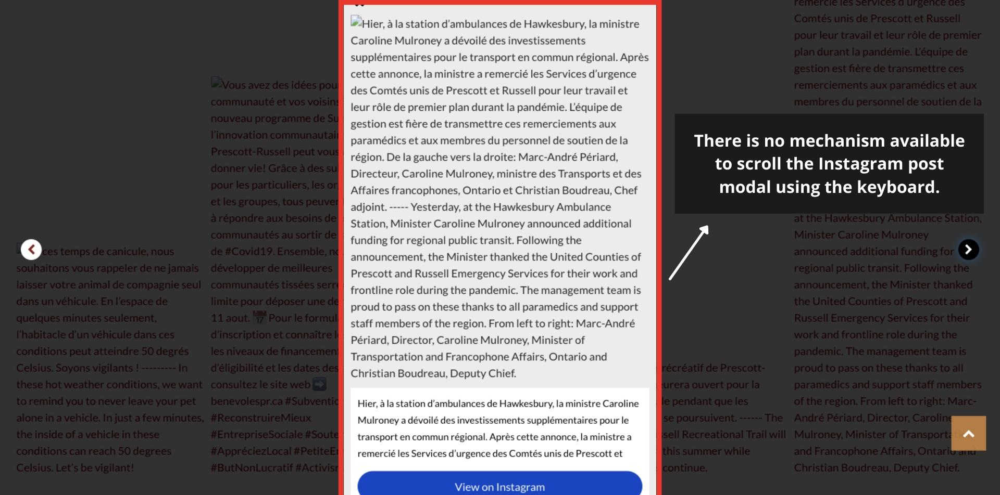 Hier, à la station d’ambulances de Hawkesbury, la ministre
Caroline Mulroney a dévoilé des investissements
supplémentaires pour le transport en commun régional. Après
cette annonce, la ministre a remercié les Services d’urgence
des Comtés unis de Prescott et Russell pour leur travail et
leur rôle de premier plan durant la pandémie. L’équipe de
gestion est fière de transmettre ces remerciements aux
paramédics et aux membres du personnel de soutien de la
région. De la gauche vers la droite: Marc-André Périard,
Directeur, Caroline Mulroney, ministre des Transports et des
Affaires francophones, Ontario et Christian Boudreau, Chef
adjoint. ----- Yesterday, at the Hawkesbury Ambulance
Station, Minister Caroline Mulroney announced additional
funding for regional public transit. Following the
announcement, the Minister thanked the United Counties of
Prescott and Russell Emergency Services for their work and
frontline role during the pandemic. The management team is
proud to pass on these thanks to all paramedics and support
staff members of the region. From left to right: Marc-André
Périard, Director, Caroline Mulroney, Minister of
Transportation and Francophone Affairs, Ontario and
Christian Boudreau, Deputy Chief.
Hier, à la station d’ambulances de Hawkesbury, la ministre Caroline
Mulroney a dévoilé des investissements supplémentaires pour le
transport en commun régional. Après cette annonce, la ministre a
remercié les Services d’urgence des Comtés unis de Prescott et
View on Instagram
There is no mechanism available
to scroll the Instagram post
modal using the keyboard.
ces temps de canicule, nous
souhaitons vous rappeler de ne jamais
laisser votre animal de compagnie seul
dans un véhicule. En l’espace de
quelques minutes seulement,
l’habitacle d’un véhicule dans ces
conditions peut atteindre 50 degrés
Celsius. Soyons vigilants ! --------- In
these hot weather conditions, we want
to remind you to never leave your pet
alone in a vehicle. In just a few minutes,
the inside of a vehicle in these
conditions can reach 50 degrees
Celsius. Let’s be vigilant!
Vous avez des idées pour
communauté et vos voisins
nouveau programme de
l’innovation
Prescott-Russell peut vous
donner vie! Grâce à des
pour les particuliers, les
et les groupes, tous
à répondre aux besoins de
communautés au sortir de
de #Covid19. Ensemble,
développer de meilleures
communautés tissées
limite pour déposer une
11 aout. 📅 Pour le
d’inscription et connaître
les niveaux de
d’éligibilité et les dates des
consultez le site web ➡
benevolespr.ca
#ReconstruireMieux
#EntrepriseSociale
#AppréciezLocal
#ButNonLucratif
récréatif de Prescott-
ouvert pour la
pendant que les
se poursuivent. ------ The
Recreational Trail will
this summer while
continue.
remercié les Services d’urgence des
Comtés unis de Prescott et Russell
pour leur travail et leur rôle de premier
plan durant la pandémie. L’équipe de
gestion est fière de transmettre ces
remerciements aux paramédics et aux
membres du personnel de soutien de la
at the Hawkesbury Ambulance Station,
Minister Caroline Mulroney
announced additional funding for
regional public transit. Following the
announcement, the Minister thanked
the United Counties of Prescott and
Russell Emergency Services for their
work and frontline role during the
pandemic. The management team is
proud to pass on these thanks to all
paramedics and support staff members
of the region. From left to right: Marc-
André Périard, Director, Caroline
Mulroney, Minister of Transportation
and Francophone Affairs, Ontario and
Christian Boudreau, Deputy Chief.